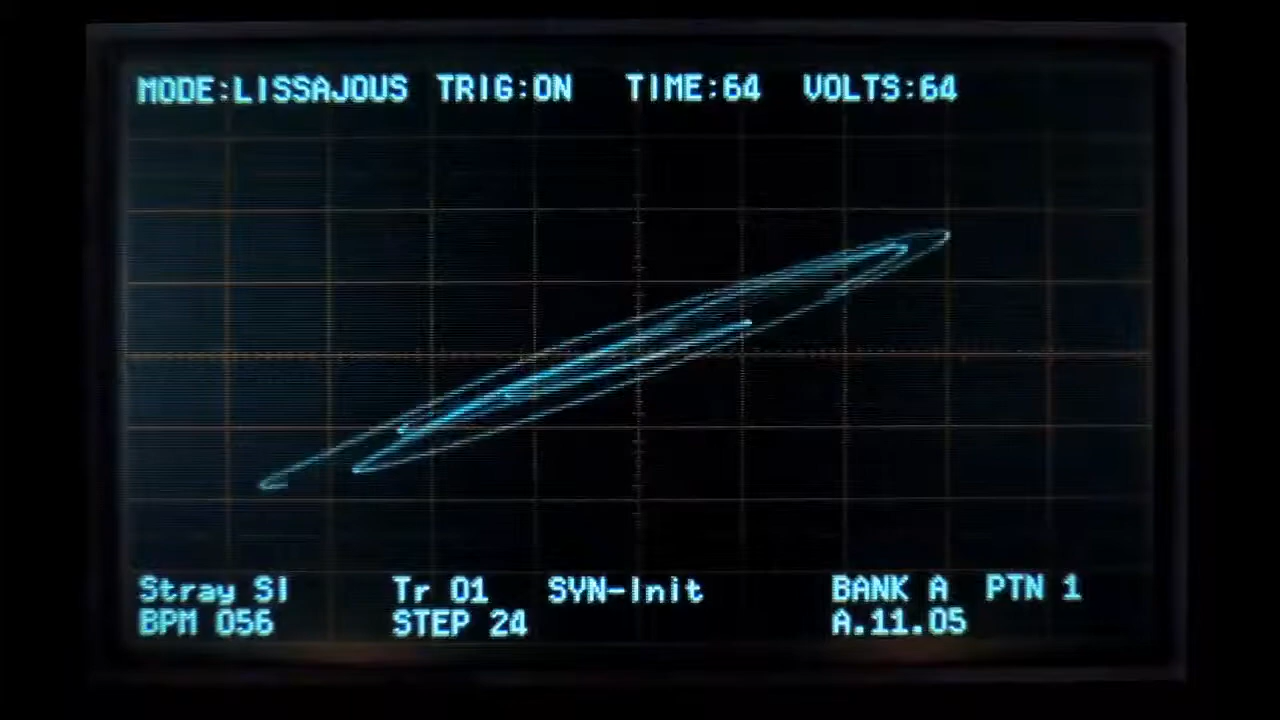 MODE:LISSAJOUS TRIG:ON TIME:64 VOLTS:64
Stray Sl Tr 01 SYN-Init BANK A PTN 1
BPM 056 STEP 24 A.11.05